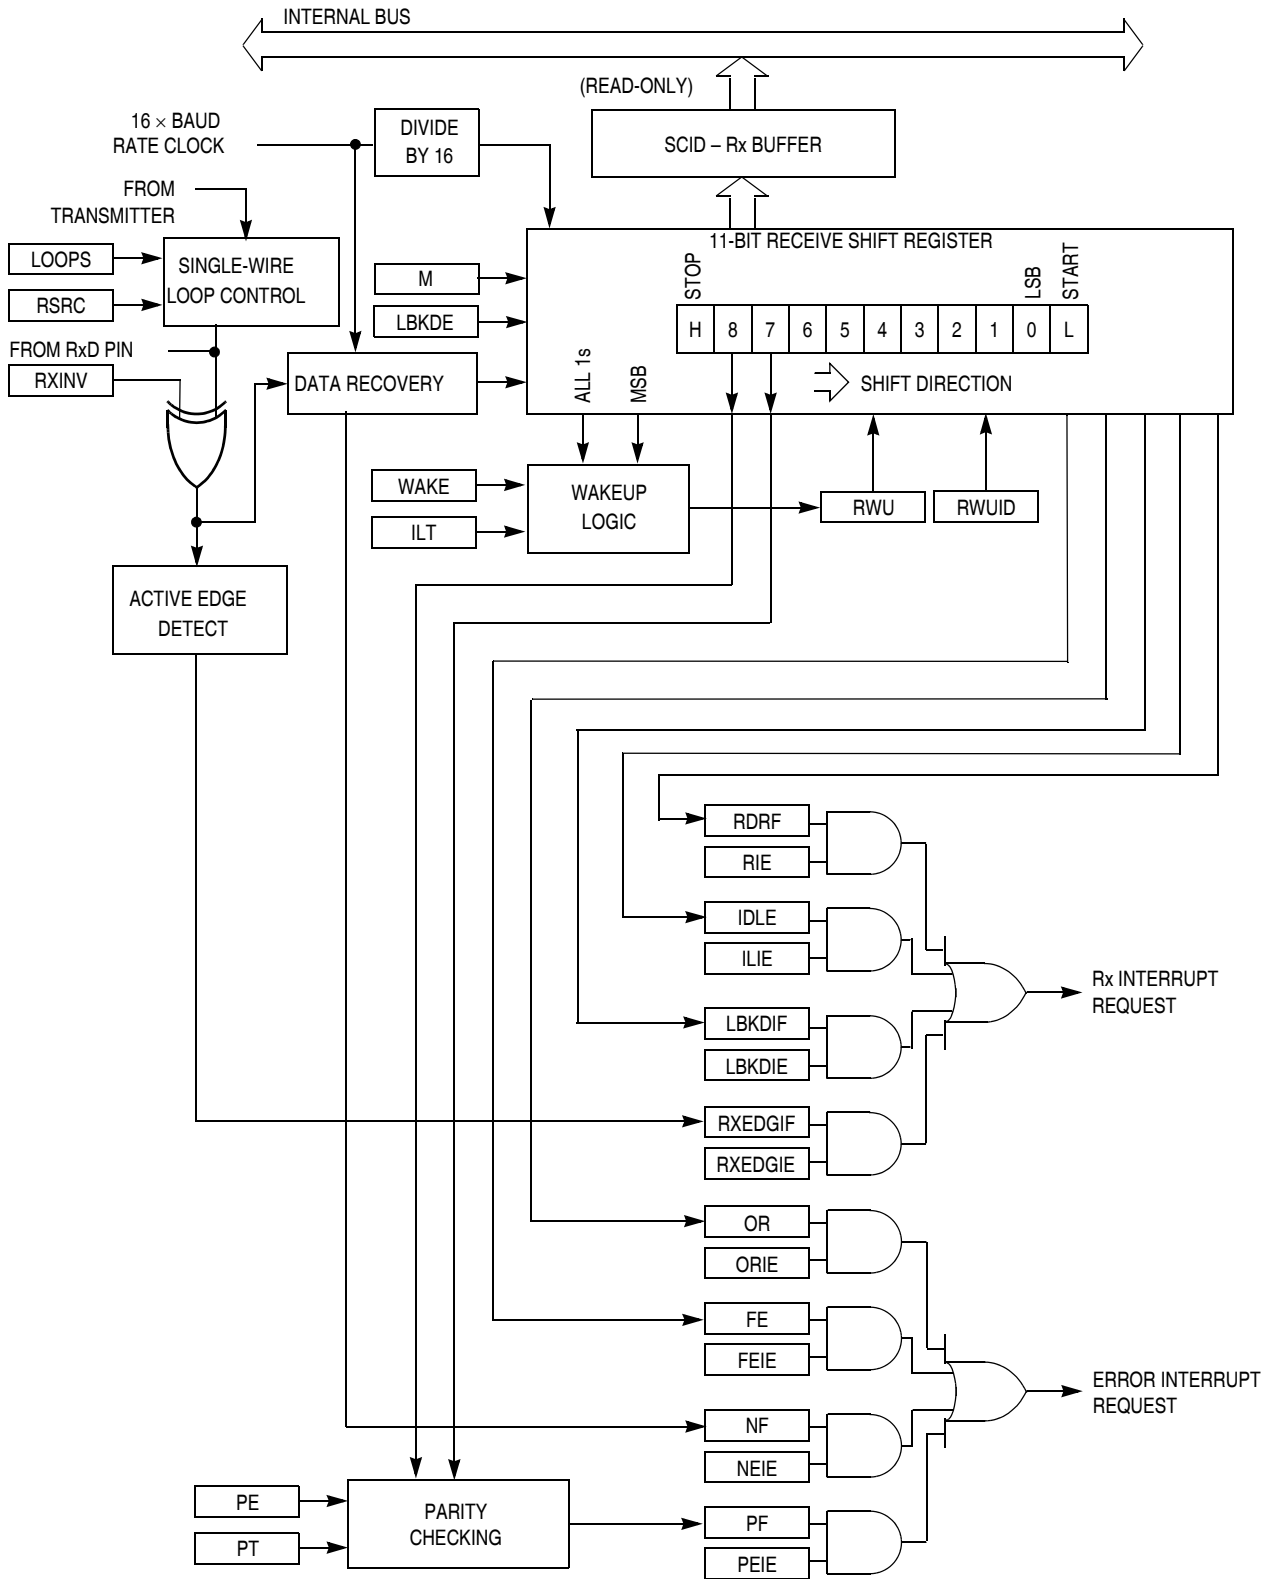 INTERNAL BUS
(READ-ONLY)
16 × BAUD
RATE CLOCK
DIVIDE
BY 16
SCID – Rx BUFFER
FROM
TRANSMITTER
LOOPS
RSRC
SINGLE-WIRE
LOOP CONTROL
11-BIT RECEIVE SHIFT REGISTER
M
LBKDE
STOP
LSB
START
H 8 7 6 5 4 3 2 1 0 L
FROM RxD PIN
RXINV
DATA RECOVERY
ALL 1s
MSB
SHIFT DIRECTION
WAKE
ILT
WAKEUP
LOGIC
RWU
RWUID
ACTIVE EDGE
DETECT
RDRF
RIE
IDLE
ILIE
Rx INTERRUPT
REQUEST
LBKDIF
LBKDIE
RXEDGIF
RXEDGIE
OR
ORIE
FE
FEIE
ERROR INTERRUPT
REQUEST
NF
NEIE
PE
PT
PARITY
CHECKING
PF
PEIE